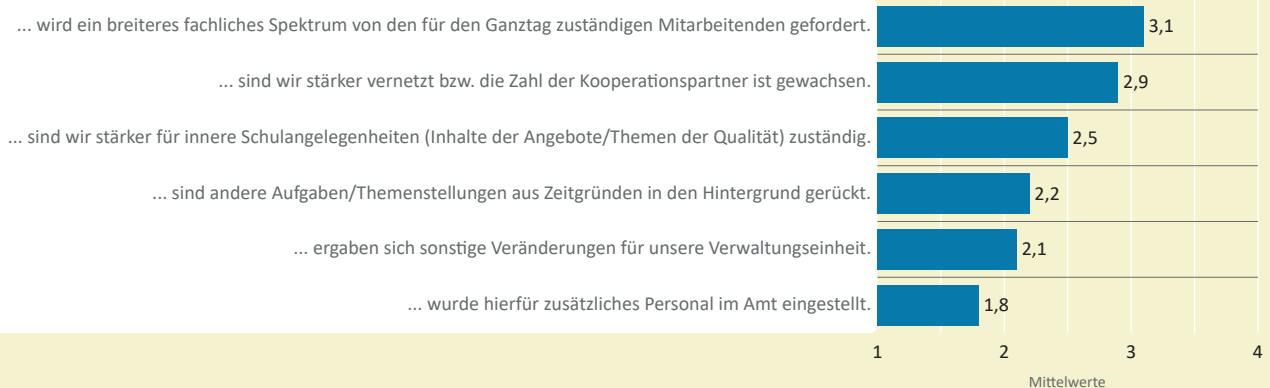 ... wird ein breiteres fachliches Spektrum von den für den Ganztag zuständigen Mitarbeitenden gefordert. 3,1
... sind wir stärker vernetzt bzw. die Zahl der Kooperationspartner ist gewachsen. 2,9
... sind wir stärker für innere Schulangelegenheiten (Inhalte der Angebote/Themen der Qualität) zuständig. 2,5
... sind andere Aufgaben/Themenstellungen aus Zeitgründen in den Hintergrund gerückt. 2,2
... ergaben sich sonstige Veränderungen für unsere Verwaltungseinheit. 2,1
... wurde hierfür zusätzliches Personal im Amt eingestellt. 1,8
1 2 3 4
Mittelwerte